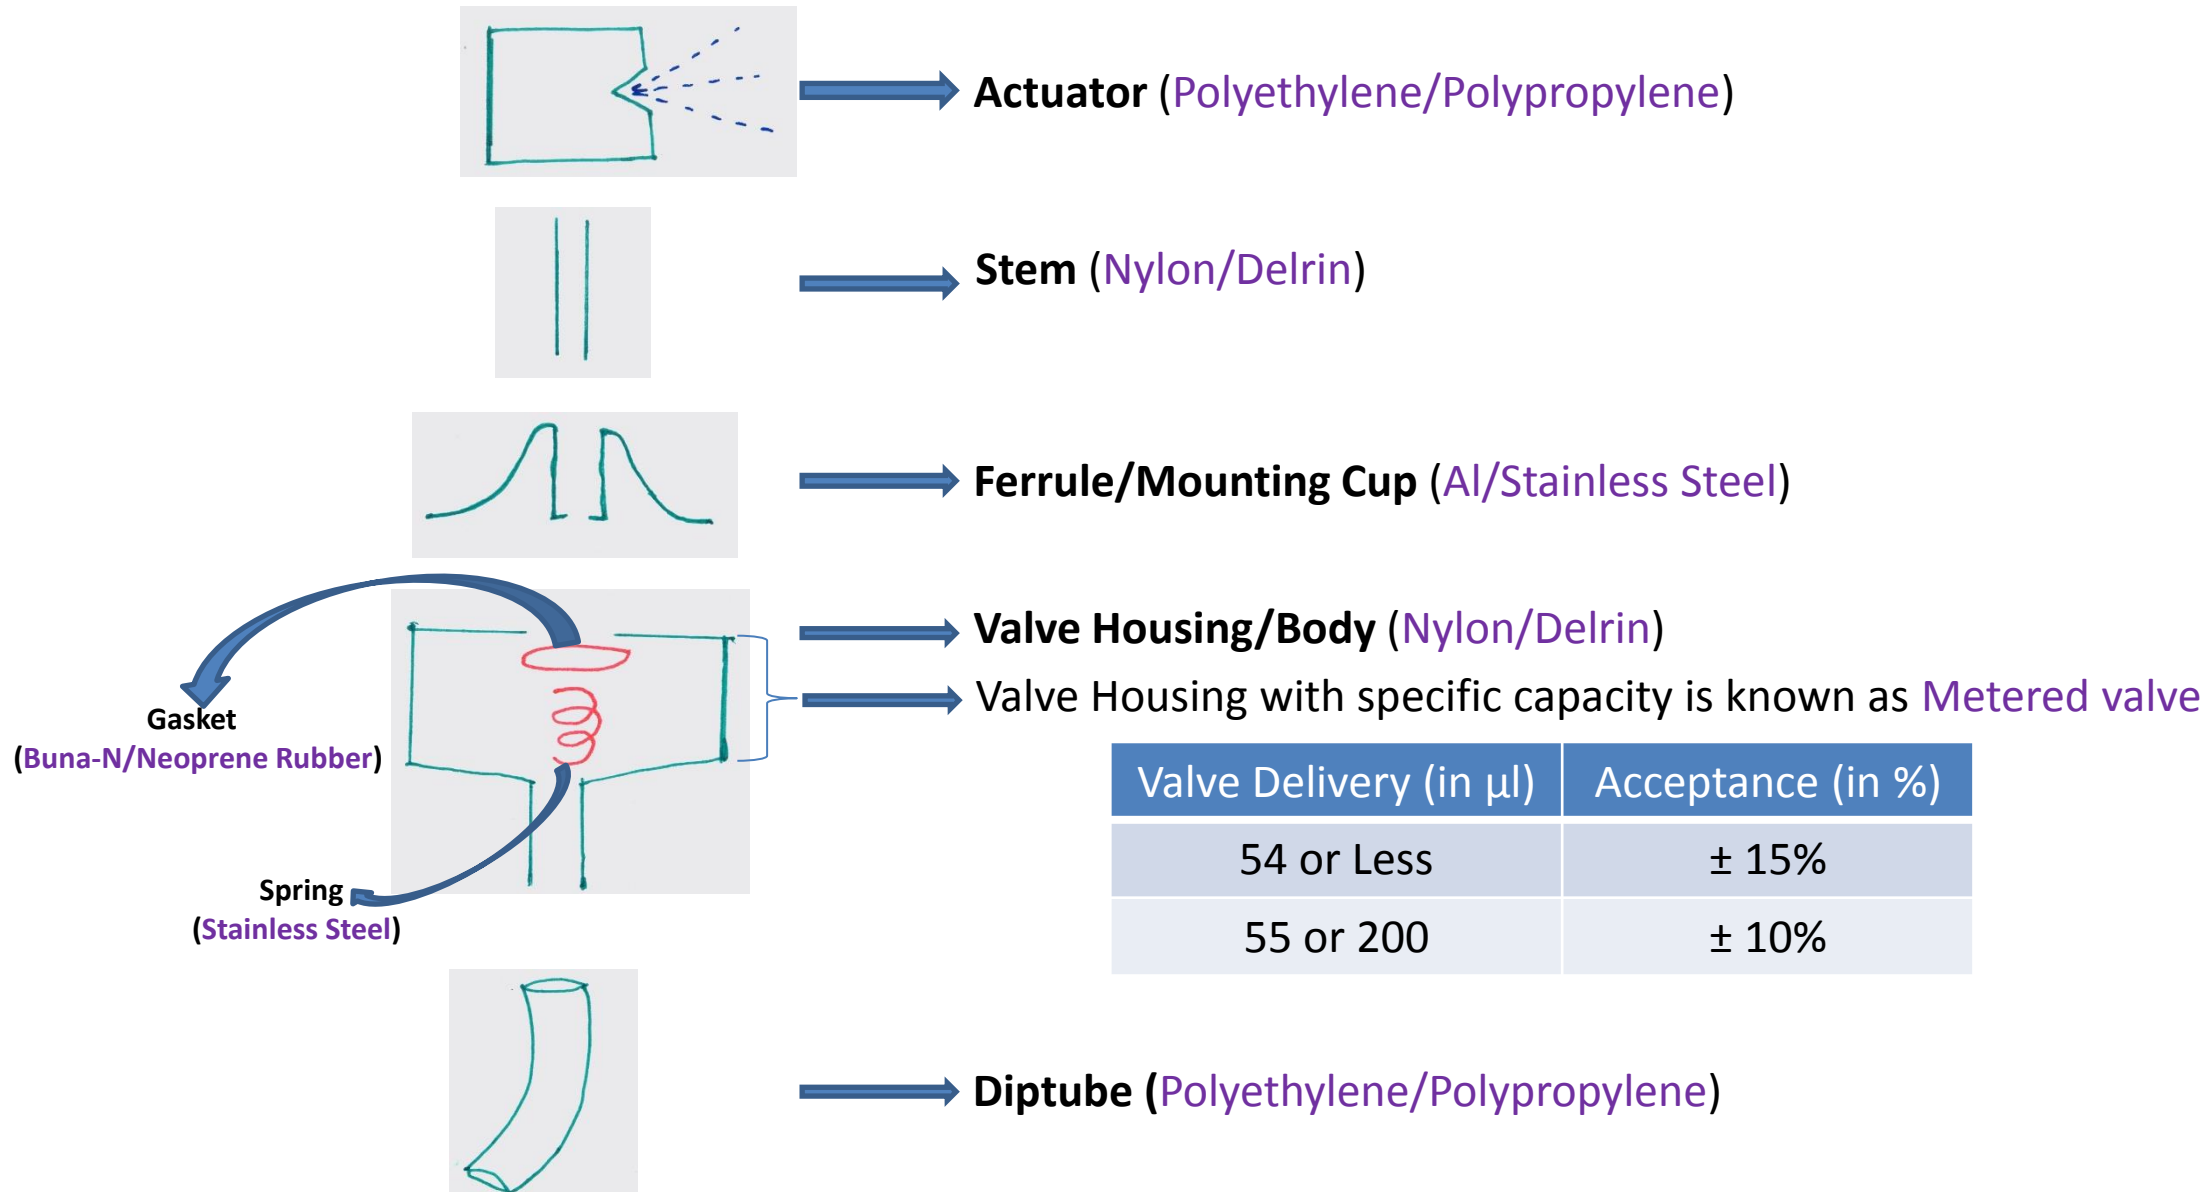 Actuator (Polyethylene/Polypropylene)
Stem (Nylon/Delrin)
Ferrule/Mounting Cup (Al/Stainless Steel)
Valve Housing/Body (Nylon/Delrin)
Valve Housing with specific capacity is known as Metered valve
Gasket
(Buna-N/Neoprene Rubber)
Valve Delivery (in µl) Acceptance (in %)
54 or Less ± 15%
55 or 200 ± 10%
Spring
(Stainless Steel)
Diptube (Polyethylene/Polypropylene)